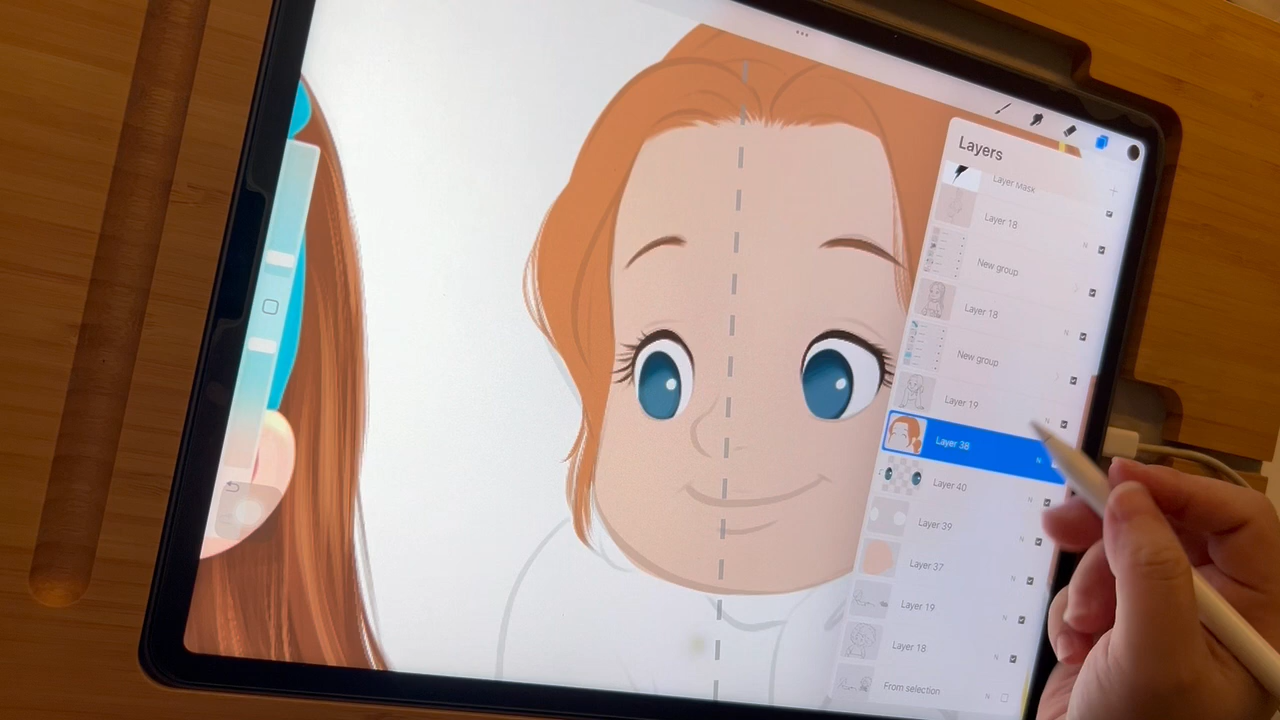 Layers
Layer Mask
Layer 18
N
New group
Layer 18
N
New group
Layer 19
N
Layer 38
N
Layer 40
N
Layer 39
N
Layer 37
N
Layer 19
N
Layer 18
N
From selection
N